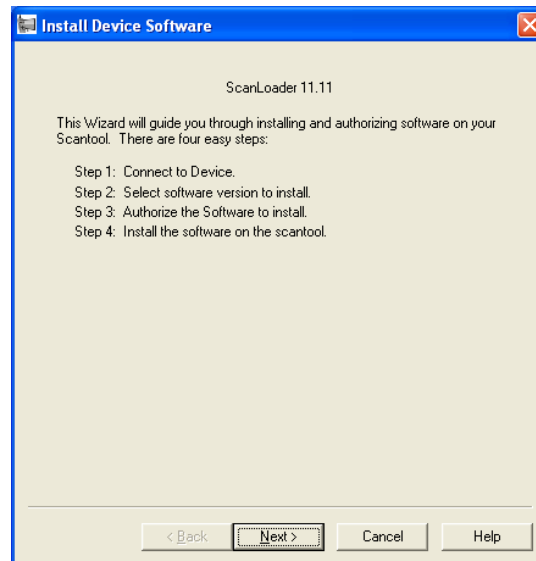 Install Device Software
ScanLoader 11.11
This Wizard will guide you through installing and authorizing software on your
Scantool. There are four easy steps:
Step 1: Connect to Device.
Step 2: Select software version to install.
Step 3: Authorize the Software to install.
Step 4: Install the software on the scantool.
< Back Next > Cancel Help